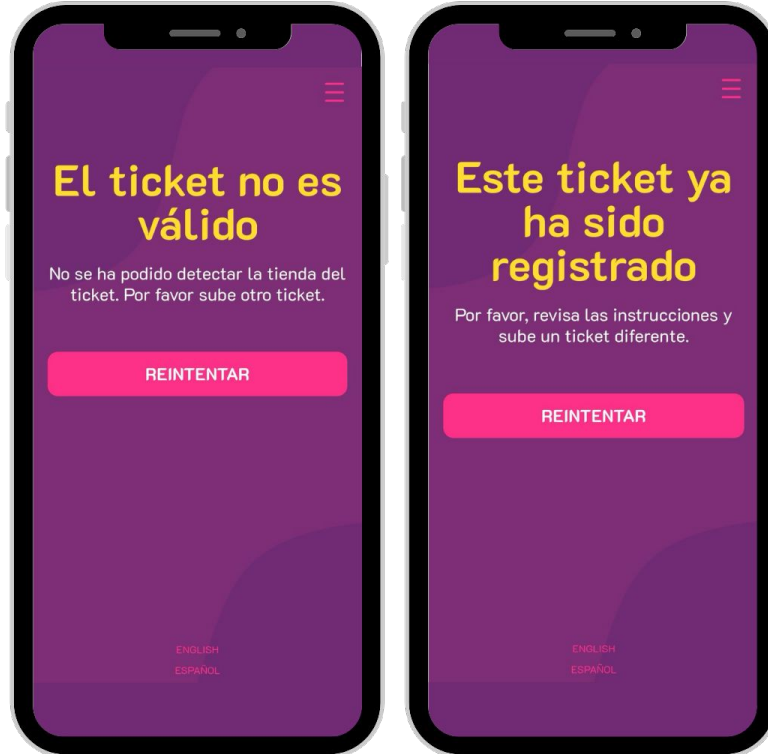 El ticket no es
válido
No se ha podido detectar la tienda del
ticket. Por favor sube otro ticket.
REINTENTAR
ENGLISH
ESPAÑOL
Este ticket ya
ha sido
registrado
Por favor, revisa las instrucciones y
sube un ticket diferente.
REINTENTAR
ENGLISH
ESPAÑOL